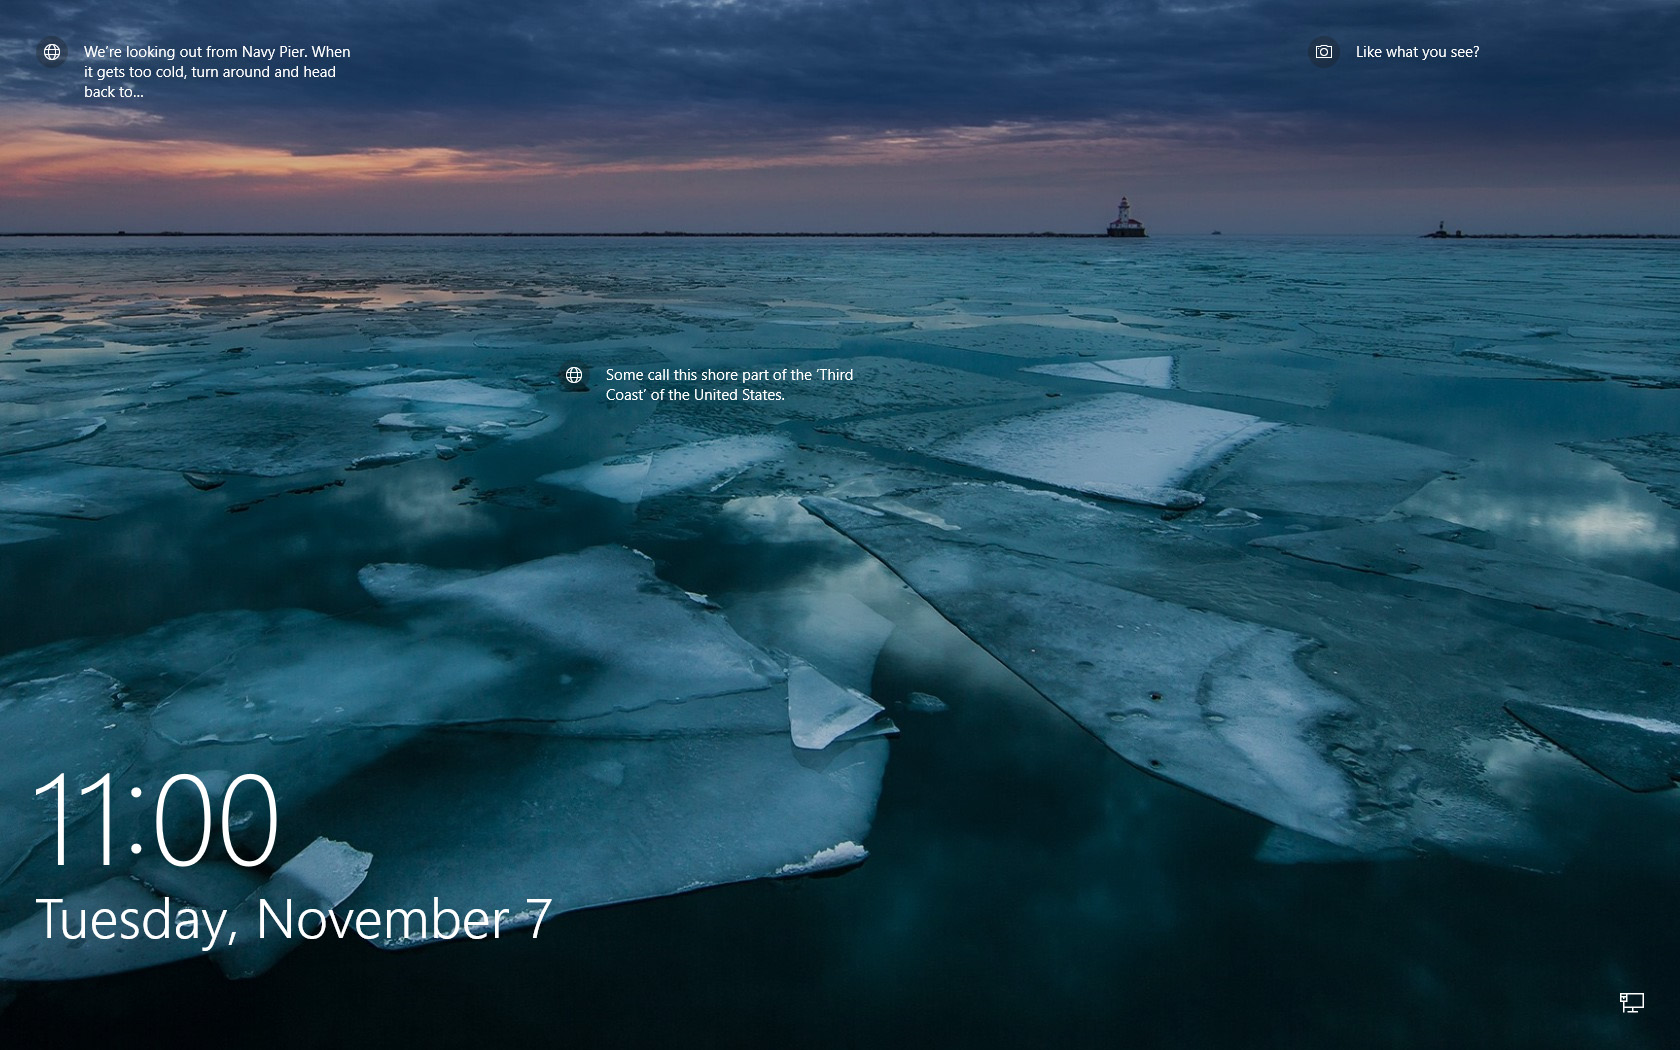 We're looking out from Navy Pier. When
it gets too cold, turn around and head
back to...
Like what you see?
Some call this shore part of the 'Third
Coast' of the United States.
11:00
Tuesday, November 7